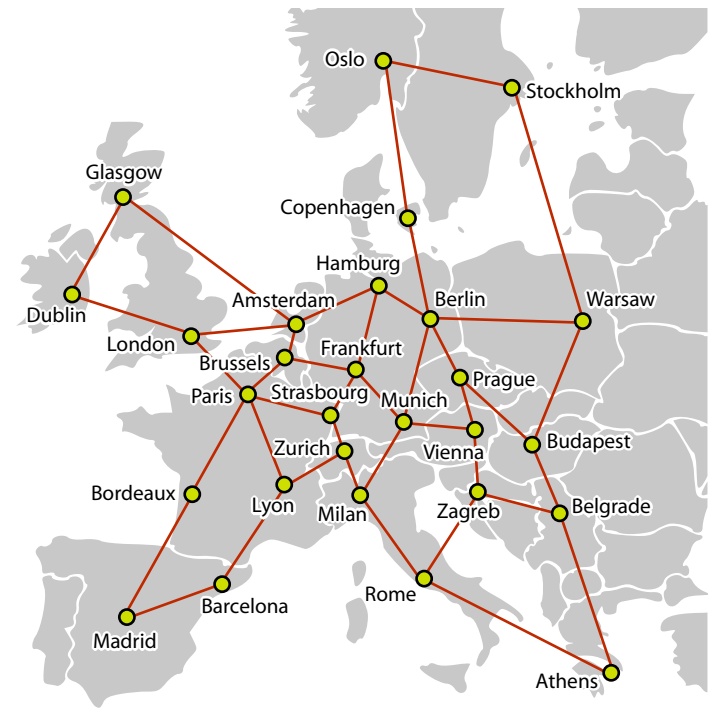 Oslo
Stockholm
Glasgow
Copenhagen
Hamburg
Amsterdam
Berlin
Warsaw
Dublin
London
Brussels
Frankfurt
Prague
Paris
Strasbourg
Munich
Budapest
Zurich
Vienna
Bordeaux
Lyon
Milan
Zagreb
Belgrade
Rome
Barcelona
Madrid
Athens